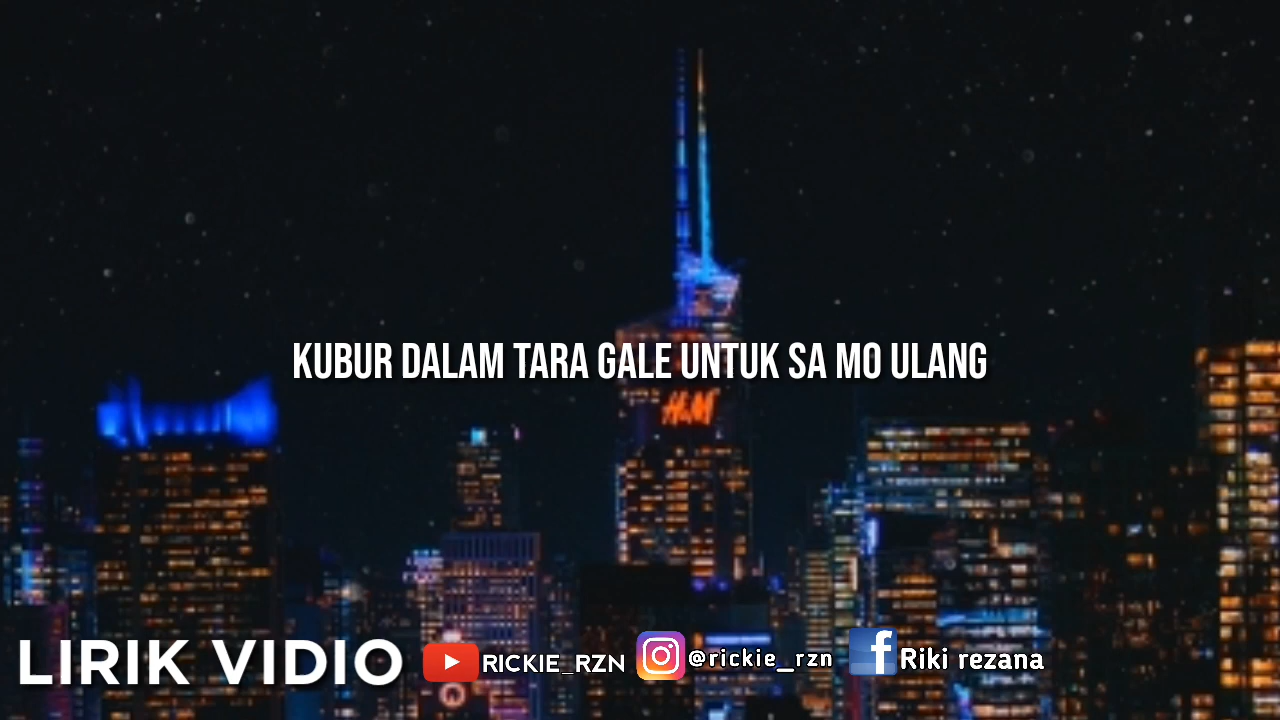 KUBUR DALAM TARA GALE UNTUK SA MO ULANG
H&M
LIRIK VIDIO RICKIE_RZN @rickie_rzn f Riki rezana